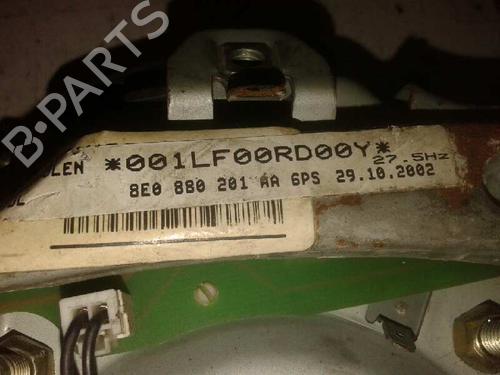 B-PARTS
*001LF00RD00Y*
LEN
27.5Hz
8E0 880 201 AA 6PS 29.10.2002